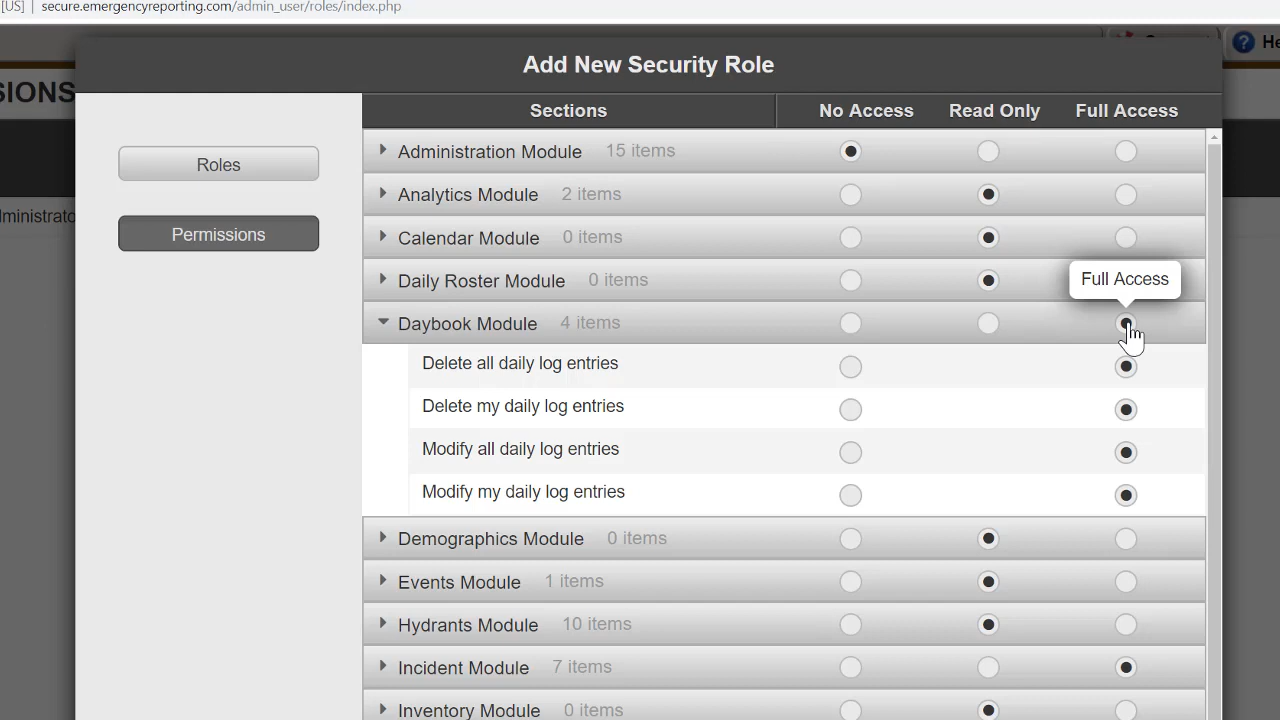 [US] | secure.emergencyreporting.com/admin_user/roles/index.php
He
SIONS
Add New Security Role
Sections No Access Read Only Full Access
Roles
Permissions
ministrato
Administration Module 15 items
Analytics Module 2 items
Calendar Module 0 items
Daily Roster Module 0 items
Full Access
Daybook Module 4 items
Delete all daily log entries
Delete my daily log entries
Modify all daily log entries
Modify my daily log entries
Demographics Module 0 items
Events Module 1 items
Hydrants Module 10 items
Incident Module 7 items
Inventory Module 0 items